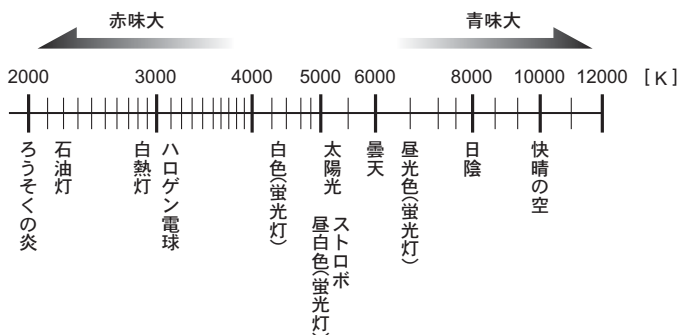 赤味大
青味大
2000 3000 4000 5000 6000 8000 10000 12000 [K]
ろうそくの炎
石油灯
白熱灯
ハロゲン電球
白色(蛍光灯)
太陽光
昼白色(蛍光灯)
ストロボ
曇天
昼光色(蛍光灯)
日陰
快晴の空